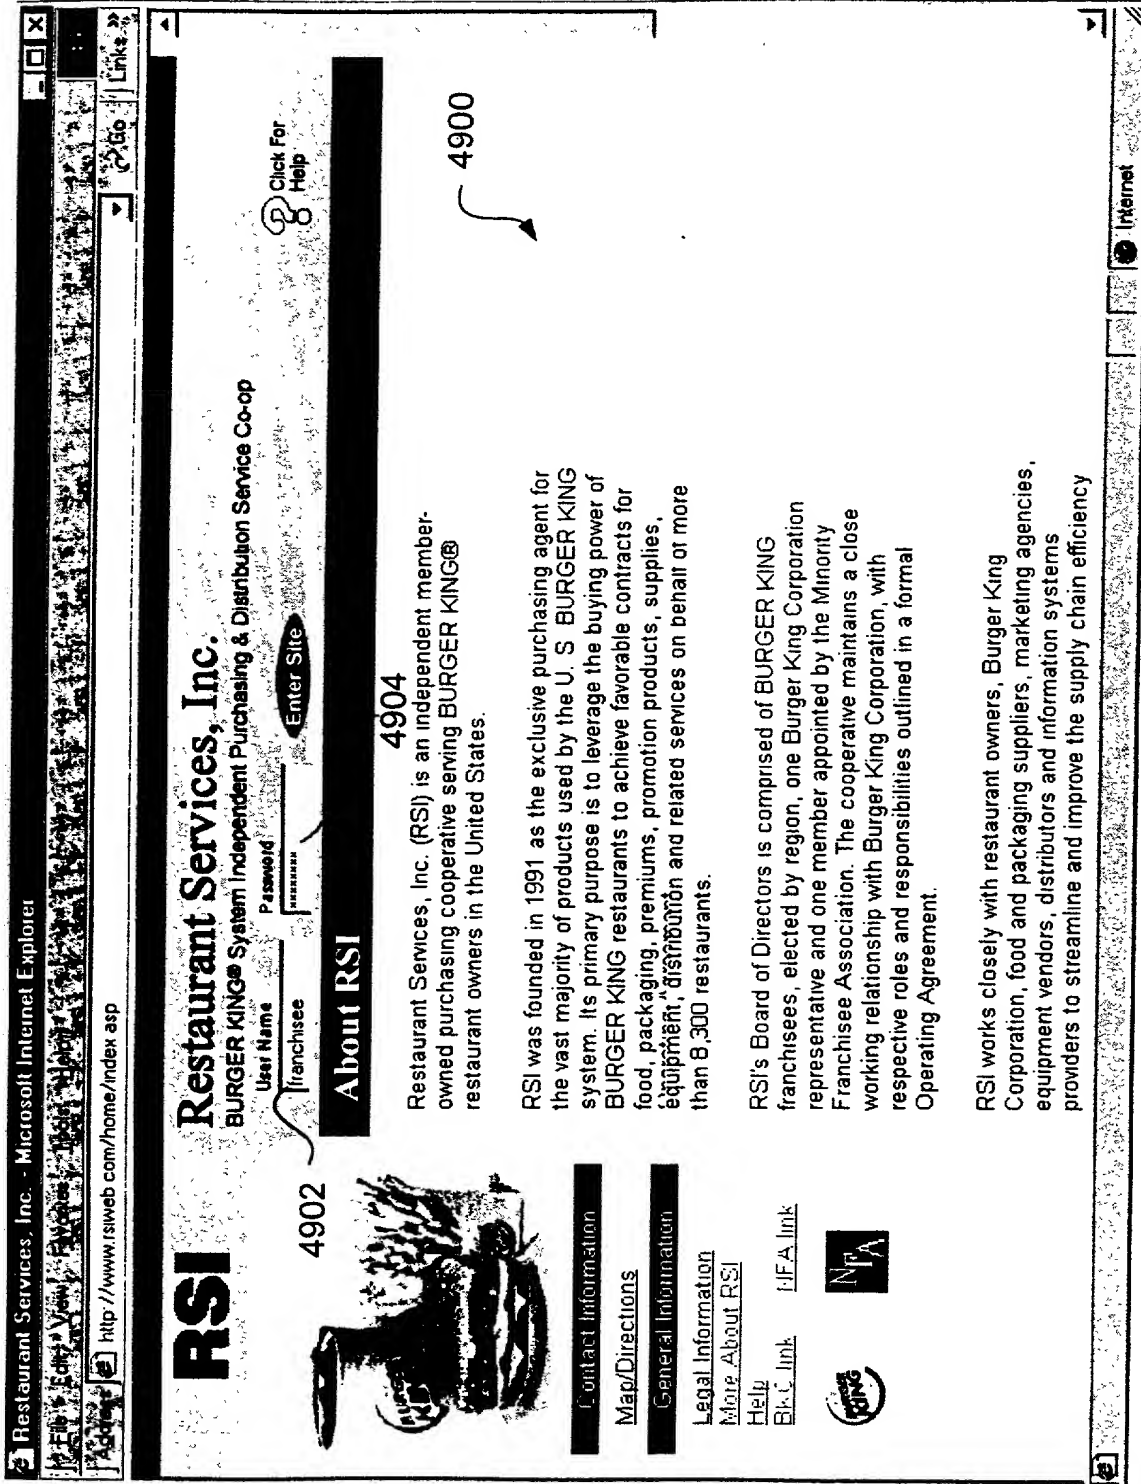 Restaurant Services, Inc. - Microsoft Internet Explorer
File Edit View Favorites Tools Help
Address http://www.rsiweb com/home/index asp
Go Links »
RSI
Restaurant Services, Inc.
BURGER KING® System Independent Purchasing & Distribution Service Co-op
User Name
Password
franchisee
********
Enter Site
Click For
Help
4902
4904
4900
About RSI
Restaurant Services, Inc. (RSI) is an independent member-
owned purchasing cooperative serving BURGER KING®
restaurant owners in the United States.
RSI was founded in 1991 as the exclusive purchasing agent for
the vast majority of products used by the U. S BURGER KING
system. Its primary purpose is to leverage the buying power of
BURGER KING restaurants to achieve favorable contracts for
food, packaging, premiums, promotion products, supplies,
equipment, distribution and related services on behalf of more
than 8,300 restaurants.
RSI's Board of Directors is comprised of BURGER KING
franchisees, elected by region, one Burger King Corporation
representative and one member appointed by the Minority
Franchisee Association. The cooperative maintains a close
working relationship with Burger King Corporation, with
respective roles and responsibilities outlined in a formal
Operating Agreement.
RSI works closely with restaurant owners, Burger King
Corporation, food and packaging suppliers, marketing agencies,
equipment vendors, distributors and information systems
providers to streamline and improve the supply chain efficiency
Contact Information
Map/Directions
General Information
Legal Information
More About RSI
Help
BKC link
NFA link
BURGER
KING
NFA
Internet